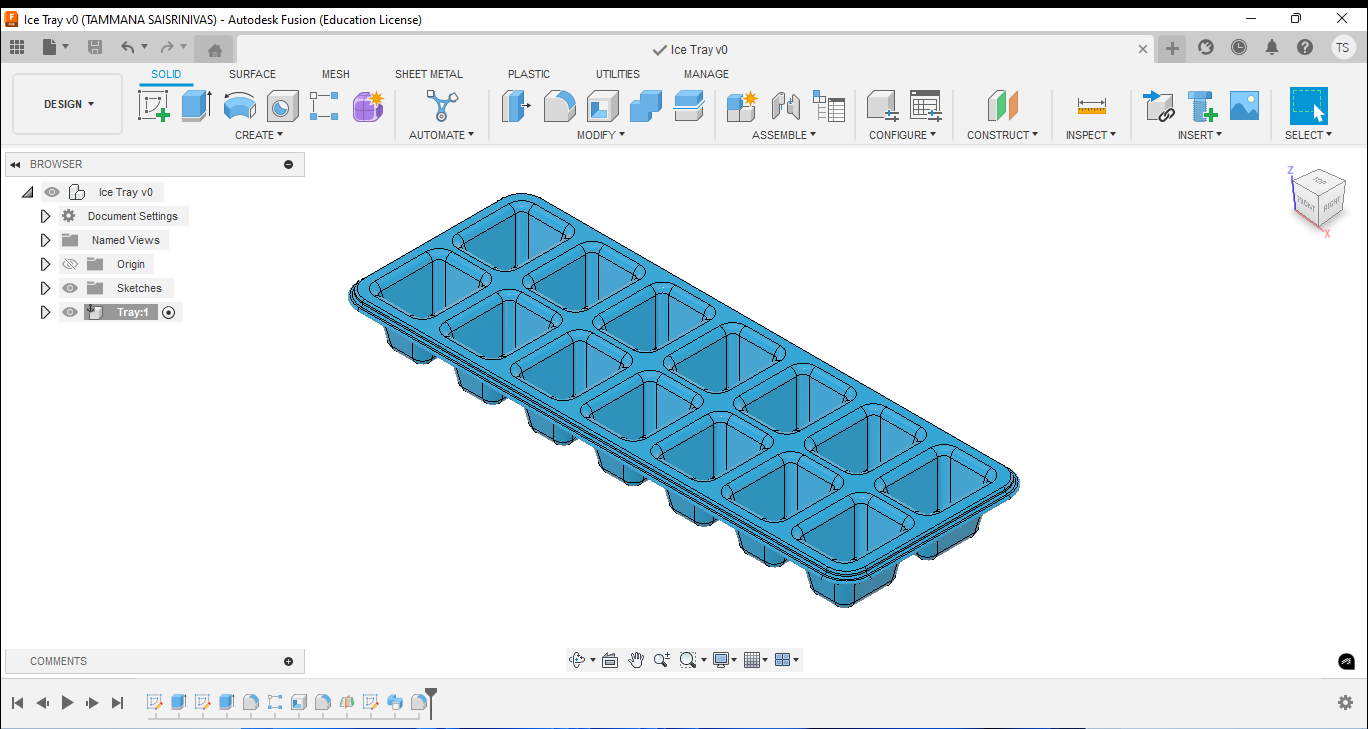 Ice Tray v0 (TAMMANA SAISRINIVAS) - Autodesk Fusion (Education License)
Ice Tray v0
TS
SOLID SURFACE MESH SHEET METAL PLASTIC UTILITIES MANAGE
DESIGN
CREATE AUTOMATE MODIFY ASSEMBLE CONFIGURE CONSTRUCT INSPECT INSERT SELECT
BROWSER
Ice Tray v0
Document Settings
Named Views
Origin
Sketches
Tray:1
Z
TOP
FRONT RIGHT
X
COMMENTS